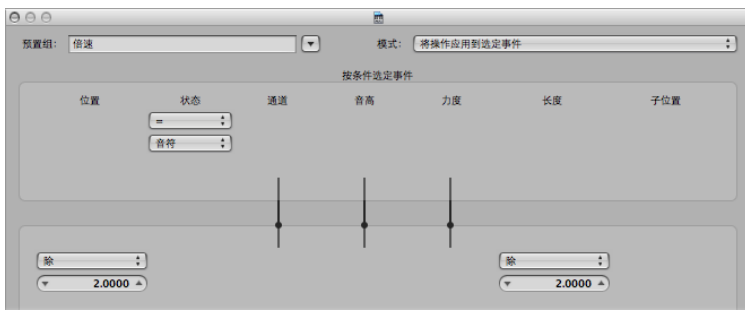 预置组: 倍速 模式: 将操作应用到选定事件
按条件选定事件
位置 状态 通道 音高 力度 长度 子位置
=
音符
除 除
2.0000 2.0000